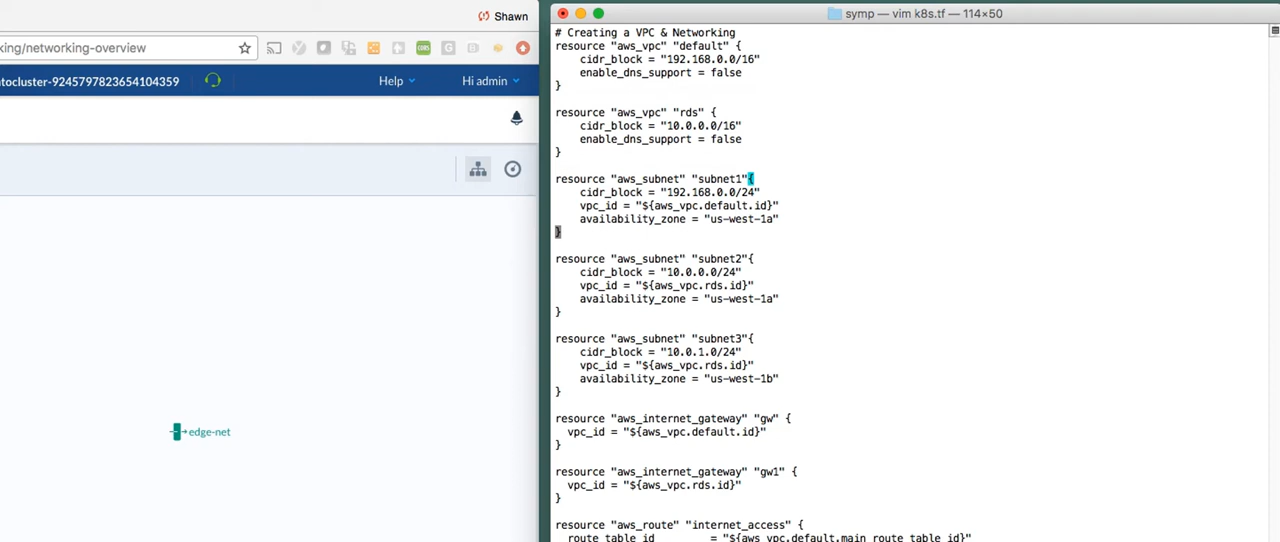 Shawn
king/networking-overview
tocluster-9245797823654104359
Help
Hi admin
edge-net
symp — vim k8s.tf — 114×50
# Creating a VPC & Networking
resource "aws_vpc" "default" {
cidr_block = "192.168.0.0/16"
enable_dns_support = false
}
resource "aws_vpc" "rds" {
cidr_block = "10.0.0.0/16"
enable_dns_support = false
}
resource "aws_subnet" "subnet1"{
cidr_block = "192.168.0.0/24"
vpc_id = "${aws_vpc.default.id}"
availability_zone = "us-west-1a"
}
resource "aws_subnet" "subnet2"{
cidr_block = "10.0.0.0/24"
vpc_id = "${aws_vpc.rds.id}"
availability_zone = "us-west-1a"
}
resource "aws_subnet" "subnet3"{
cidr_block = "10.0.1.0/24"
vpc_id = "${aws_vpc.rds.id}"
availability_zone = "us-west-1b"
}
resource "aws_internet_gateway" "gw" {
vpc_id = "${aws_vpc.default.id}"
}
resource "aws_internet_gateway" "gw1" {
vpc_id = "${aws_vpc.rds.id}"
}
resource "aws_route" "internet_access" {
route_table_id = "${aws_vpc.default.main_route_table_id}"